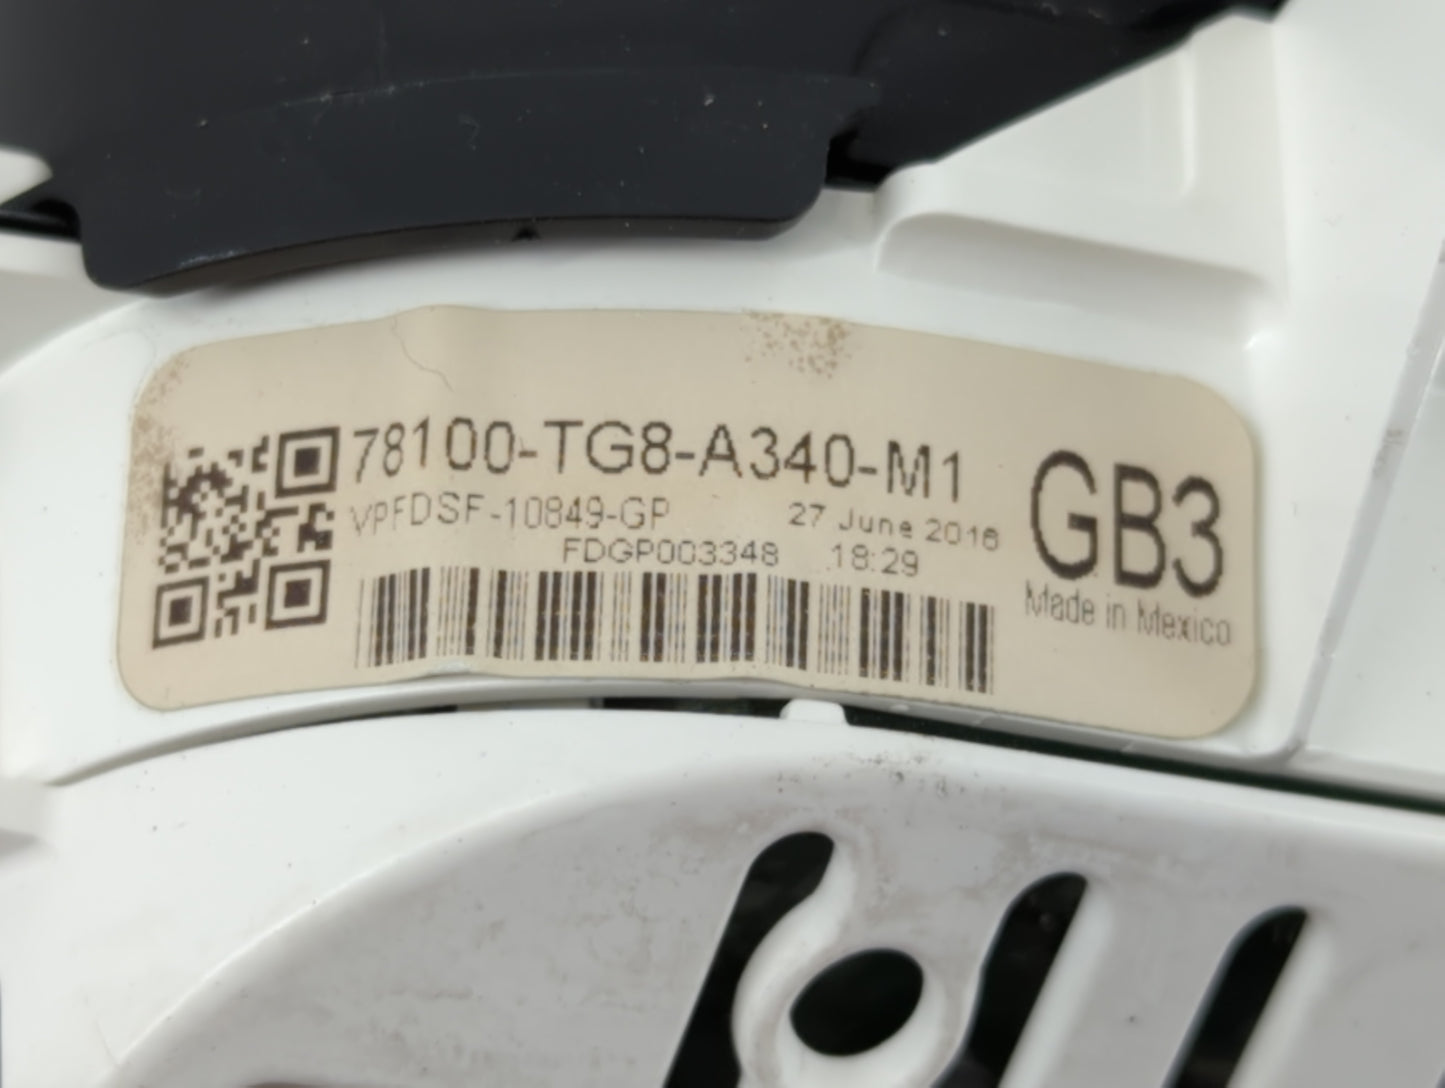 78100-TG8-A340-M1
GB3
VPFDSF-10849-GP 27 June 2016
FDGP003348 18:29
Made in Mexico